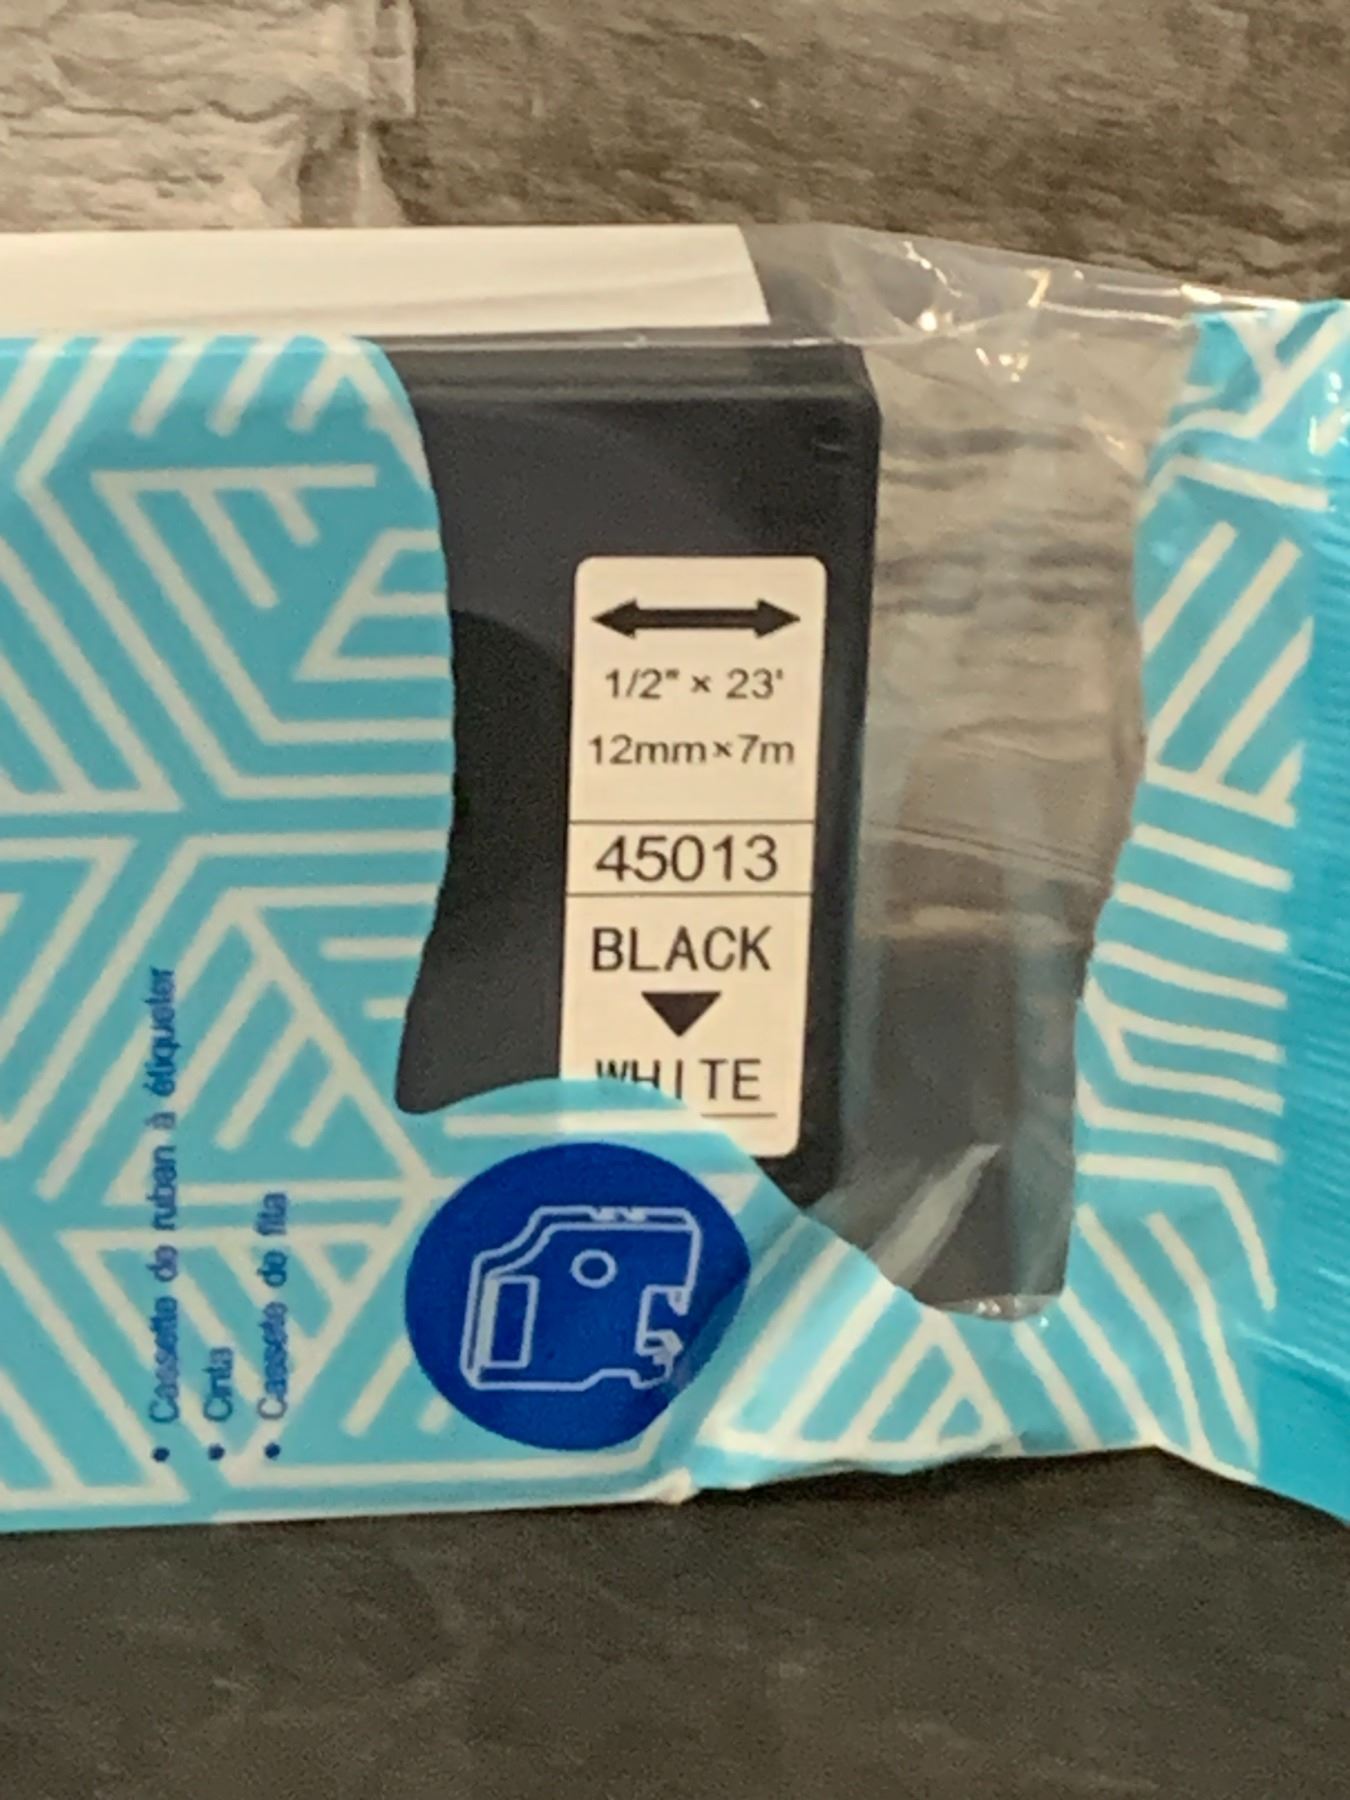 1/2" × 23'
12mm×7m
45013
BLACK
WHITE
• Cassette de ruban à étiqueter
• Cinta
• Cassete de fita